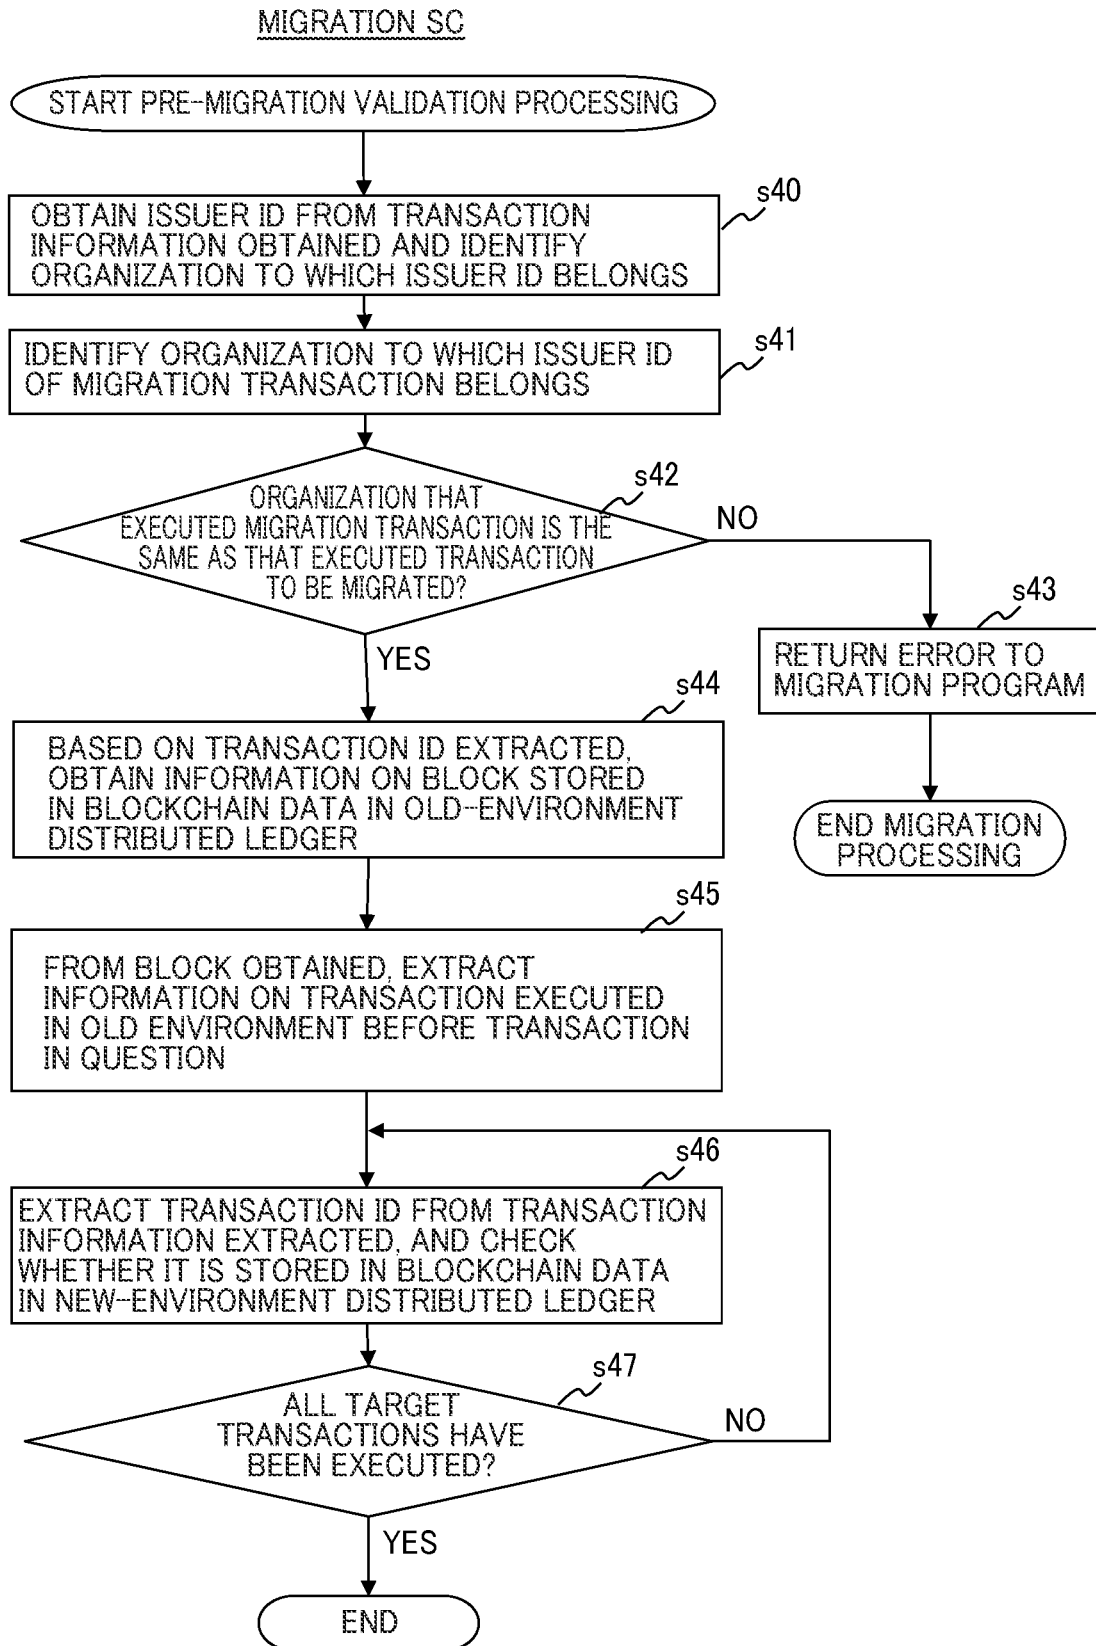 MIGRATION SC
START PRE-MIGRATION VALIDATION PROCESSING
s40
OBTAIN ISSUER ID FROM TRANSACTION
INFORMATION OBTAINED AND IDENTIFY
ORGANIZATION TO WHICH ISSUER ID BELONGS
s41
IDENTIFY ORGANIZATION TO WHICH ISSUER ID
OF MIGRATION TRANSACTION BELONGS
s42
ORGANIZATION THAT
EXECUTED MIGRATION TRANSACTION IS THE
SAME AS THAT EXECUTED TRANSACTION
TO BE MIGRATED?
NO
s43
RETURN ERROR TO
MIGRATION PROGRAM
END MIGRATION
PROCESSING
YES
s44
BASED ON TRANSACTION ID EXTRACTED,
OBTAIN INFORMATION ON BLOCK STORED
IN BLOCKCHAIN DATA IN OLD-ENVIRONMENT
DISTRIBUTED LEDGER
s45
FROM BLOCK OBTAINED, EXTRACT
INFORMATION ON TRANSACTION EXECUTED
IN OLD ENVIRONMENT BEFORE TRANSACTION
IN QUESTION
s46
EXTRACT TRANSACTION ID FROM TRANSACTION
INFORMATION EXTRACTED, AND CHECK
WHETHER IT IS STORED IN BLOCKCHAIN DATA
IN NEW-ENVIRONMENT DISTRIBUTED LEDGER
s47
ALL TARGET
TRANSACTIONS HAVE
BEEN EXECUTED?
NO
YES
END